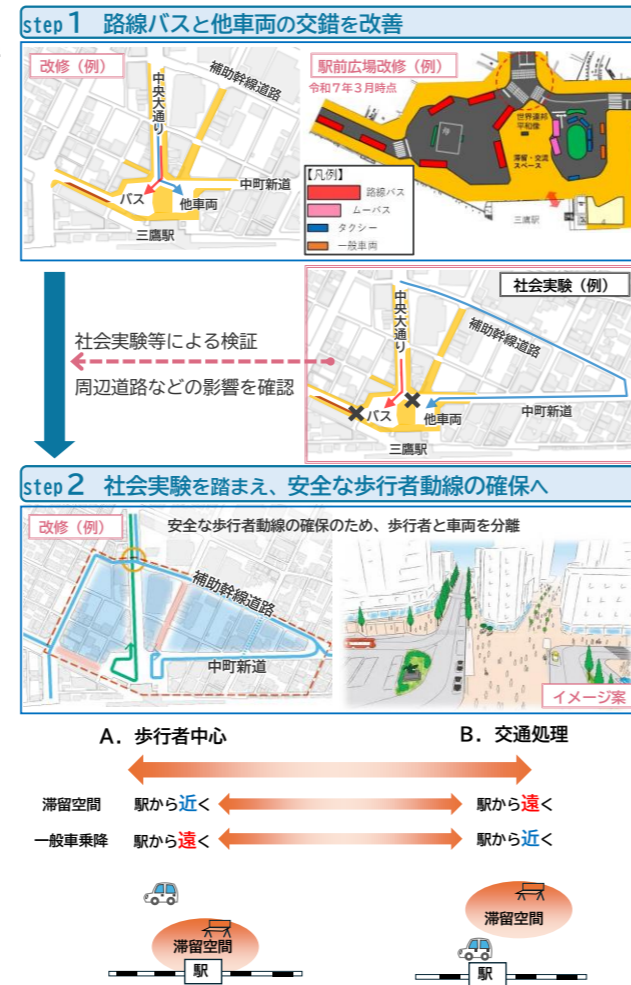 step 1 路線バスと他車両の交錯を改善
改修（例）
補助幹線道路
中央大通り
中町新道
バス
他車両
三鷹駅
駅前広場改修（例）
令和７年３月時点
世界連邦
平和像
滞留・交流
スペース
三鷹駅
【凡例】
路線バス
ムーバス
タクシー
一般車両
社会実験等による検証
周辺道路などの影響を確認
社会実験（例）
中央大通り
補助幹線道路
バス
他車両
中町新道
三鷹駅
step 2 社会実験を踏まえ、安全な歩行者動線の確保へ
改修（例）
安全な歩行者動線の確保のため、歩行者と車両を分離
補助幹線道路
中町新道
イメージ案
A．歩行者中心
B．交通処理
滞留空間 駅から近く 駅から遠く
一般車乗降 駅から遠く 駅から近く
滞留空間
駅
滞留空間
駅